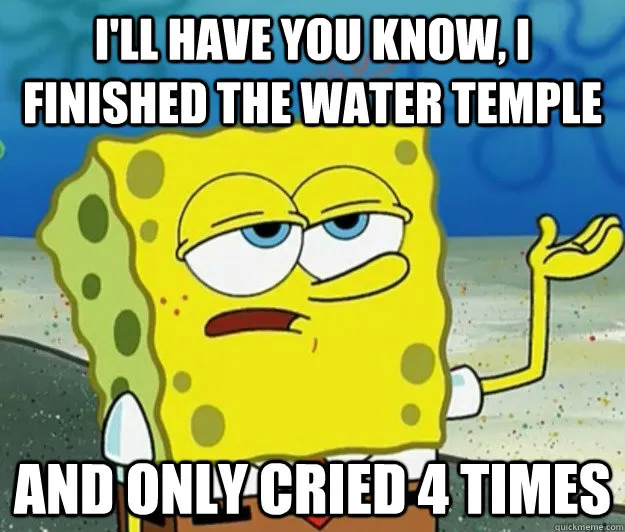 I'LL HAVE YOU KNOW, I
FINISHED THE WATER TEMPLE
AND ONLY CRIED 4 TIMES
quickmeme.com